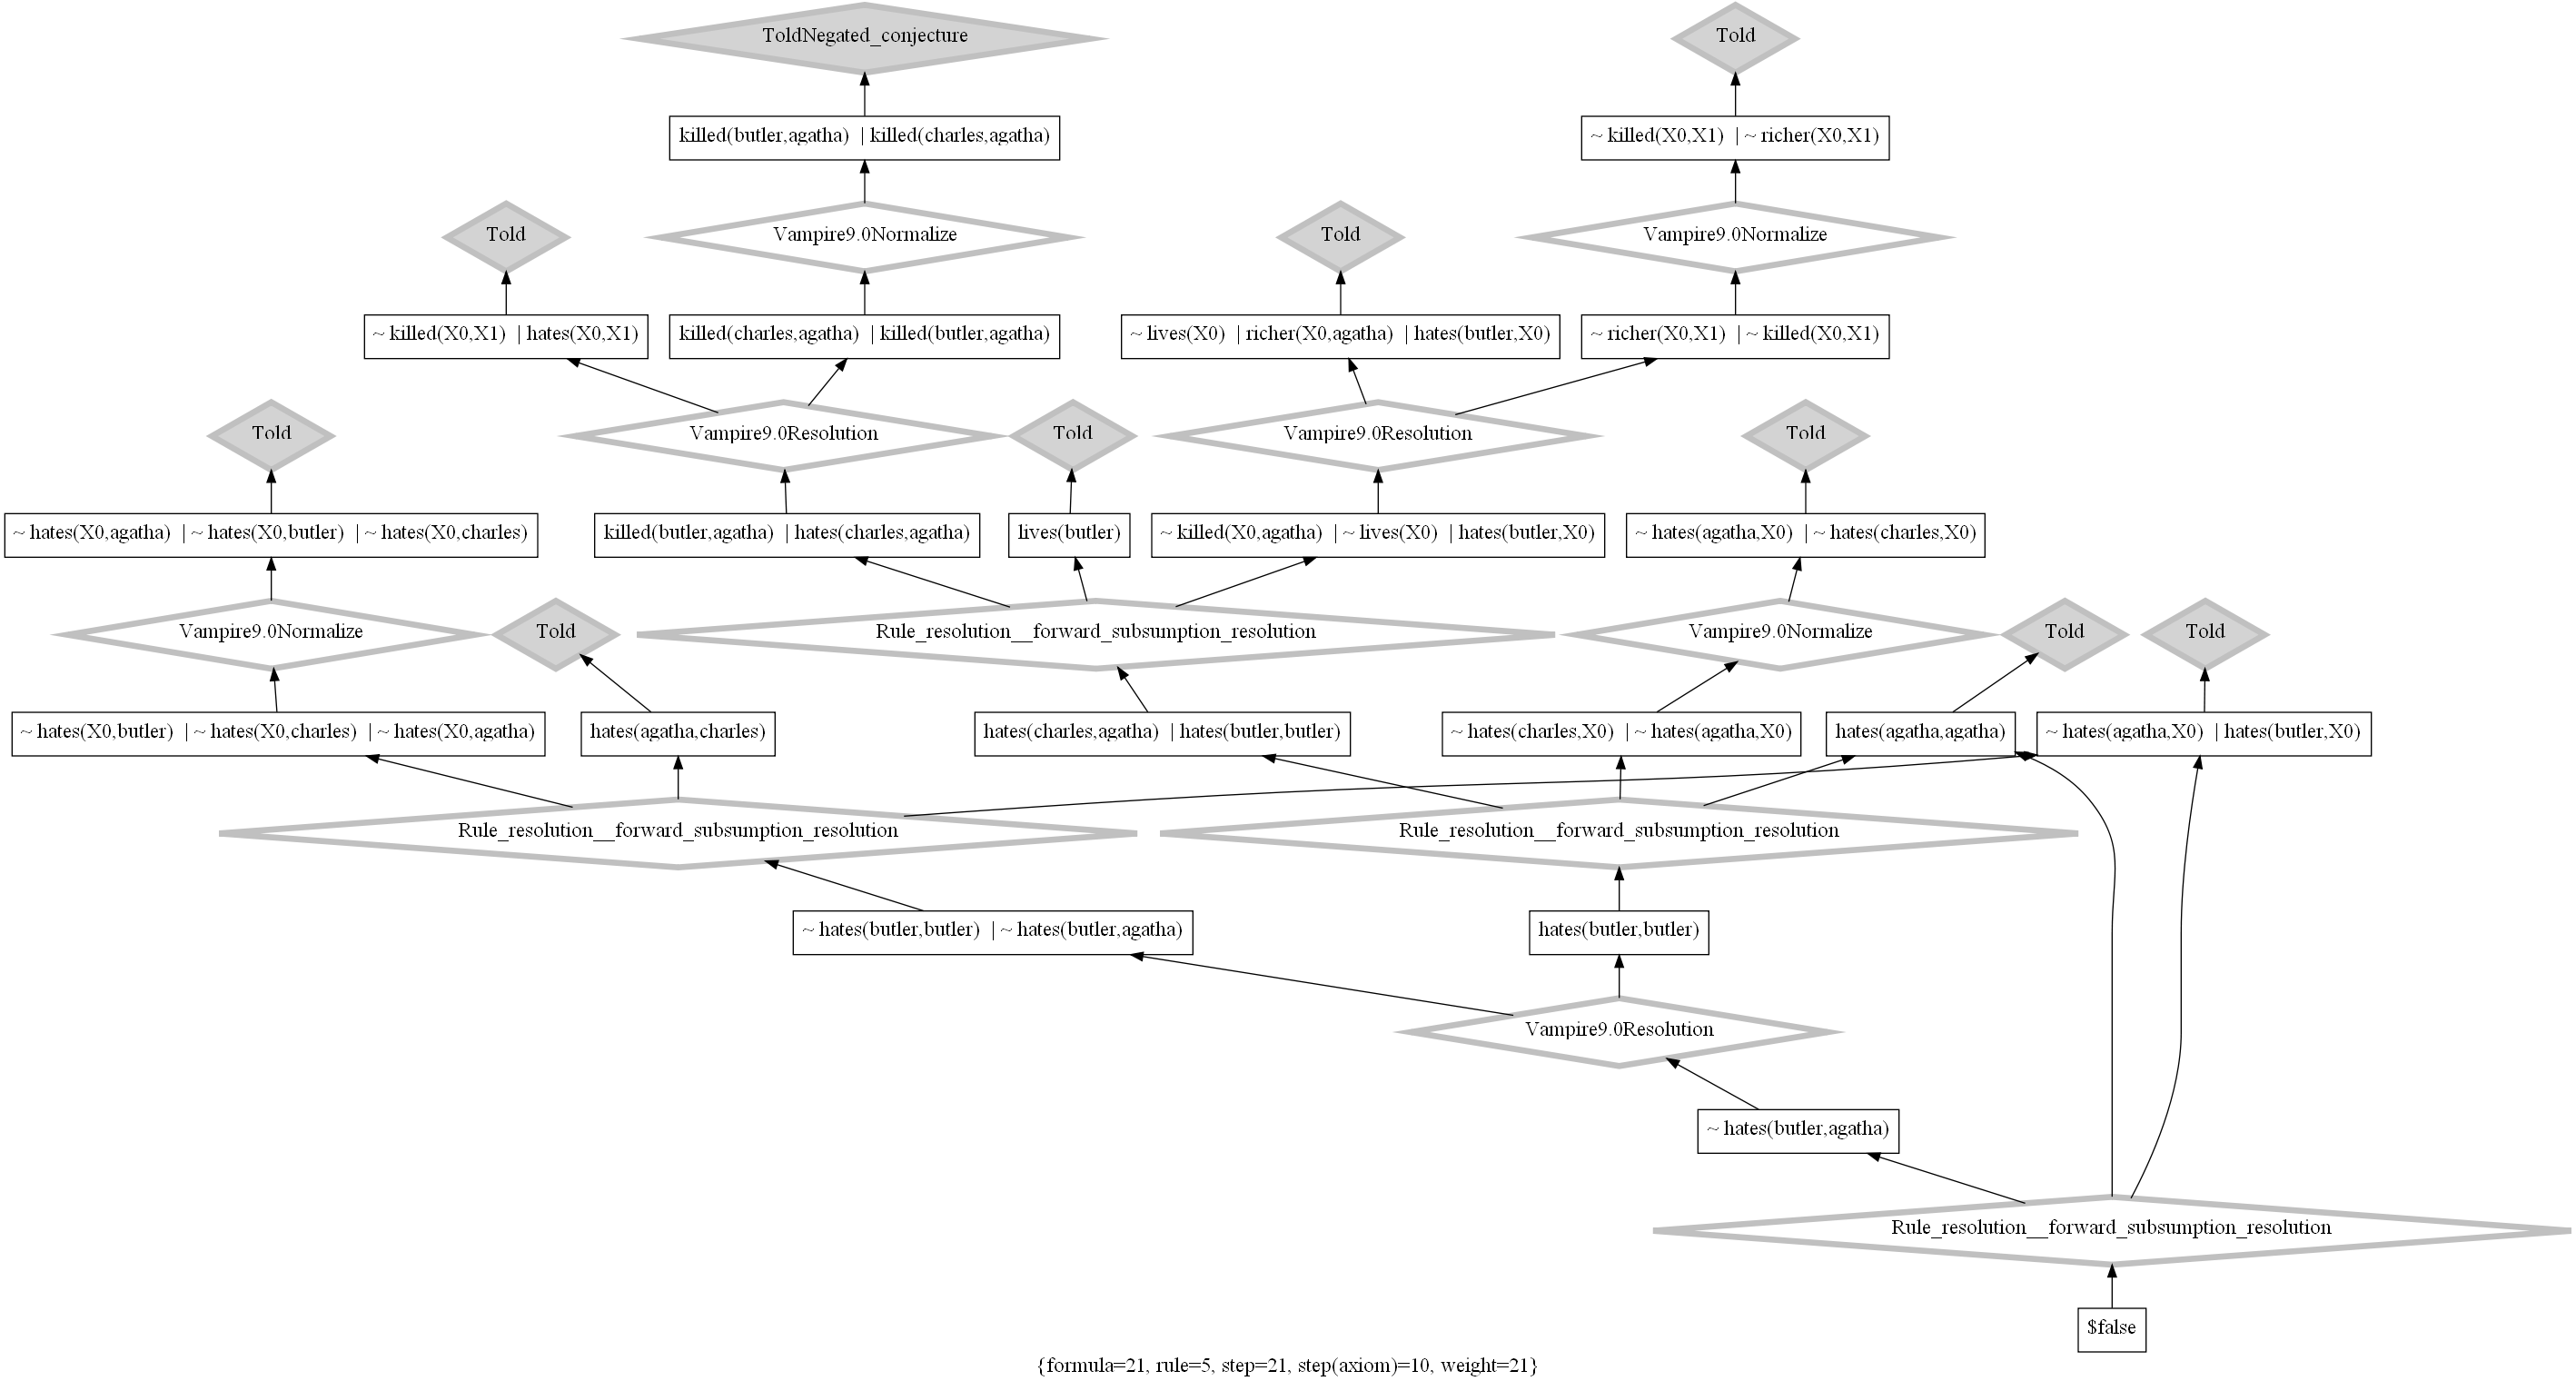 ToldNegated_conjecture
Told
killed(butler,agatha) | killed(charles,agatha)
~ killed(X0,X1) | ~ richer(X0,X1)
Told
Vampire9.0Normalize
Told
Vampire9.0Normalize
~ killed(X0,X1) | hates(X0,X1)
killed(charles,agatha) | killed(butler,agatha)
~ lives(X0) | richer(X0,agatha) | hates(butler,X0)
~ richer(X0,X1) | ~ killed(X0,X1)
Told
Vampire9.0Resolution
Told
Vampire9.0Resolution
Told
~ hates(X0,agatha) | ~ hates(X0,butler) | ~ hates(X0,charles)
killed(butler,agatha) | hates(charles,agatha)
lives(butler)
~ killed(X0,agatha) | ~ lives(X0) | hates(butler,X0)
~ hates(agatha,X0) | ~ hates(charles,X0)
Vampire9.0Normalize
Told
Rule_resolution__forward_subsumption_resolution
Vampire9.0Normalize
Told
Told
~ hates(X0,butler) | ~ hates(X0,charles) | ~ hates(X0,agatha)
hates(agatha,charles)
hates(charles,agatha) | hates(butler,butler)
~ hates(charles,X0) | ~ hates(agatha,X0)
hates(agatha,agatha)
~ hates(agatha,X0) | hates(butler,X0)
Rule_resolution__forward_subsumption_resolution
Rule_resolution__forward_subsumption_resolution
~ hates(butler,butler) | ~ hates(butler,agatha)
hates(butler,butler)
Vampire9.0Resolution
~ hates(butler,agatha)
Rule_resolution__forward_subsumption_resolution
$false
{formula=21, rule=5, step=21, step(axiom)=10, weight=21}